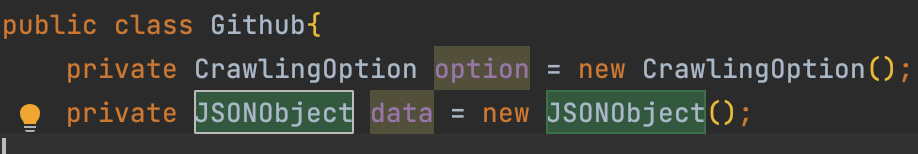 public class Github{
private CrawlingOption option = new CrawlingOption();
private JSONObject data = new JSONObject();